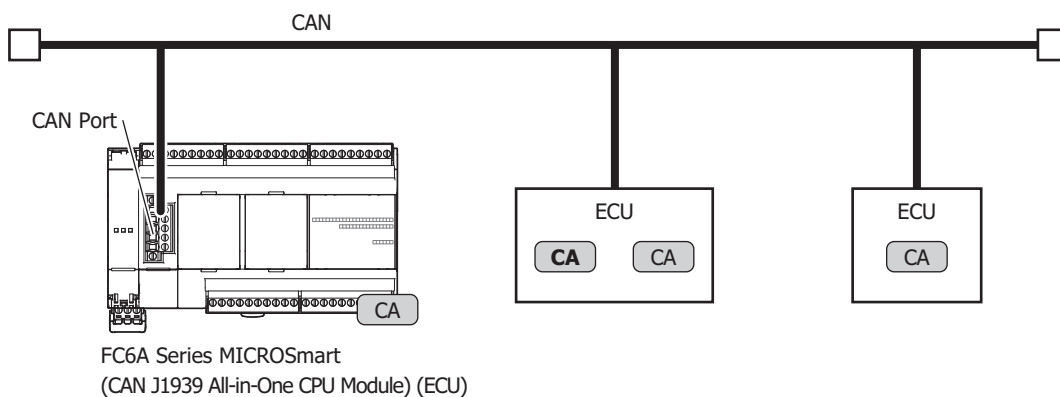 CAN
CAN Port
ECU
ECU
CA
CA
CA
CA
FC6A Series MICROSmart
(CAN J1939 All-in-One CPU Module) (ECU)